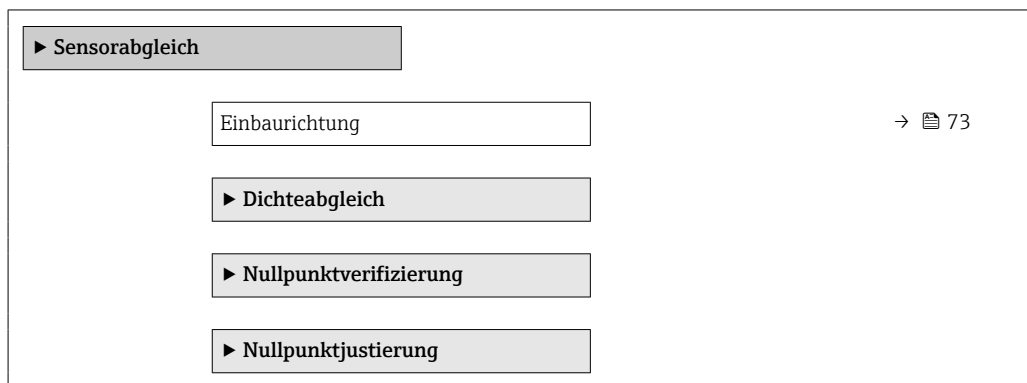 ▶ Sensorabgleich
Einbaurichtung → 73
▶ Dichteabgleich
▶ Nullpunktverifizierung
▶ Nullpunktjustierung